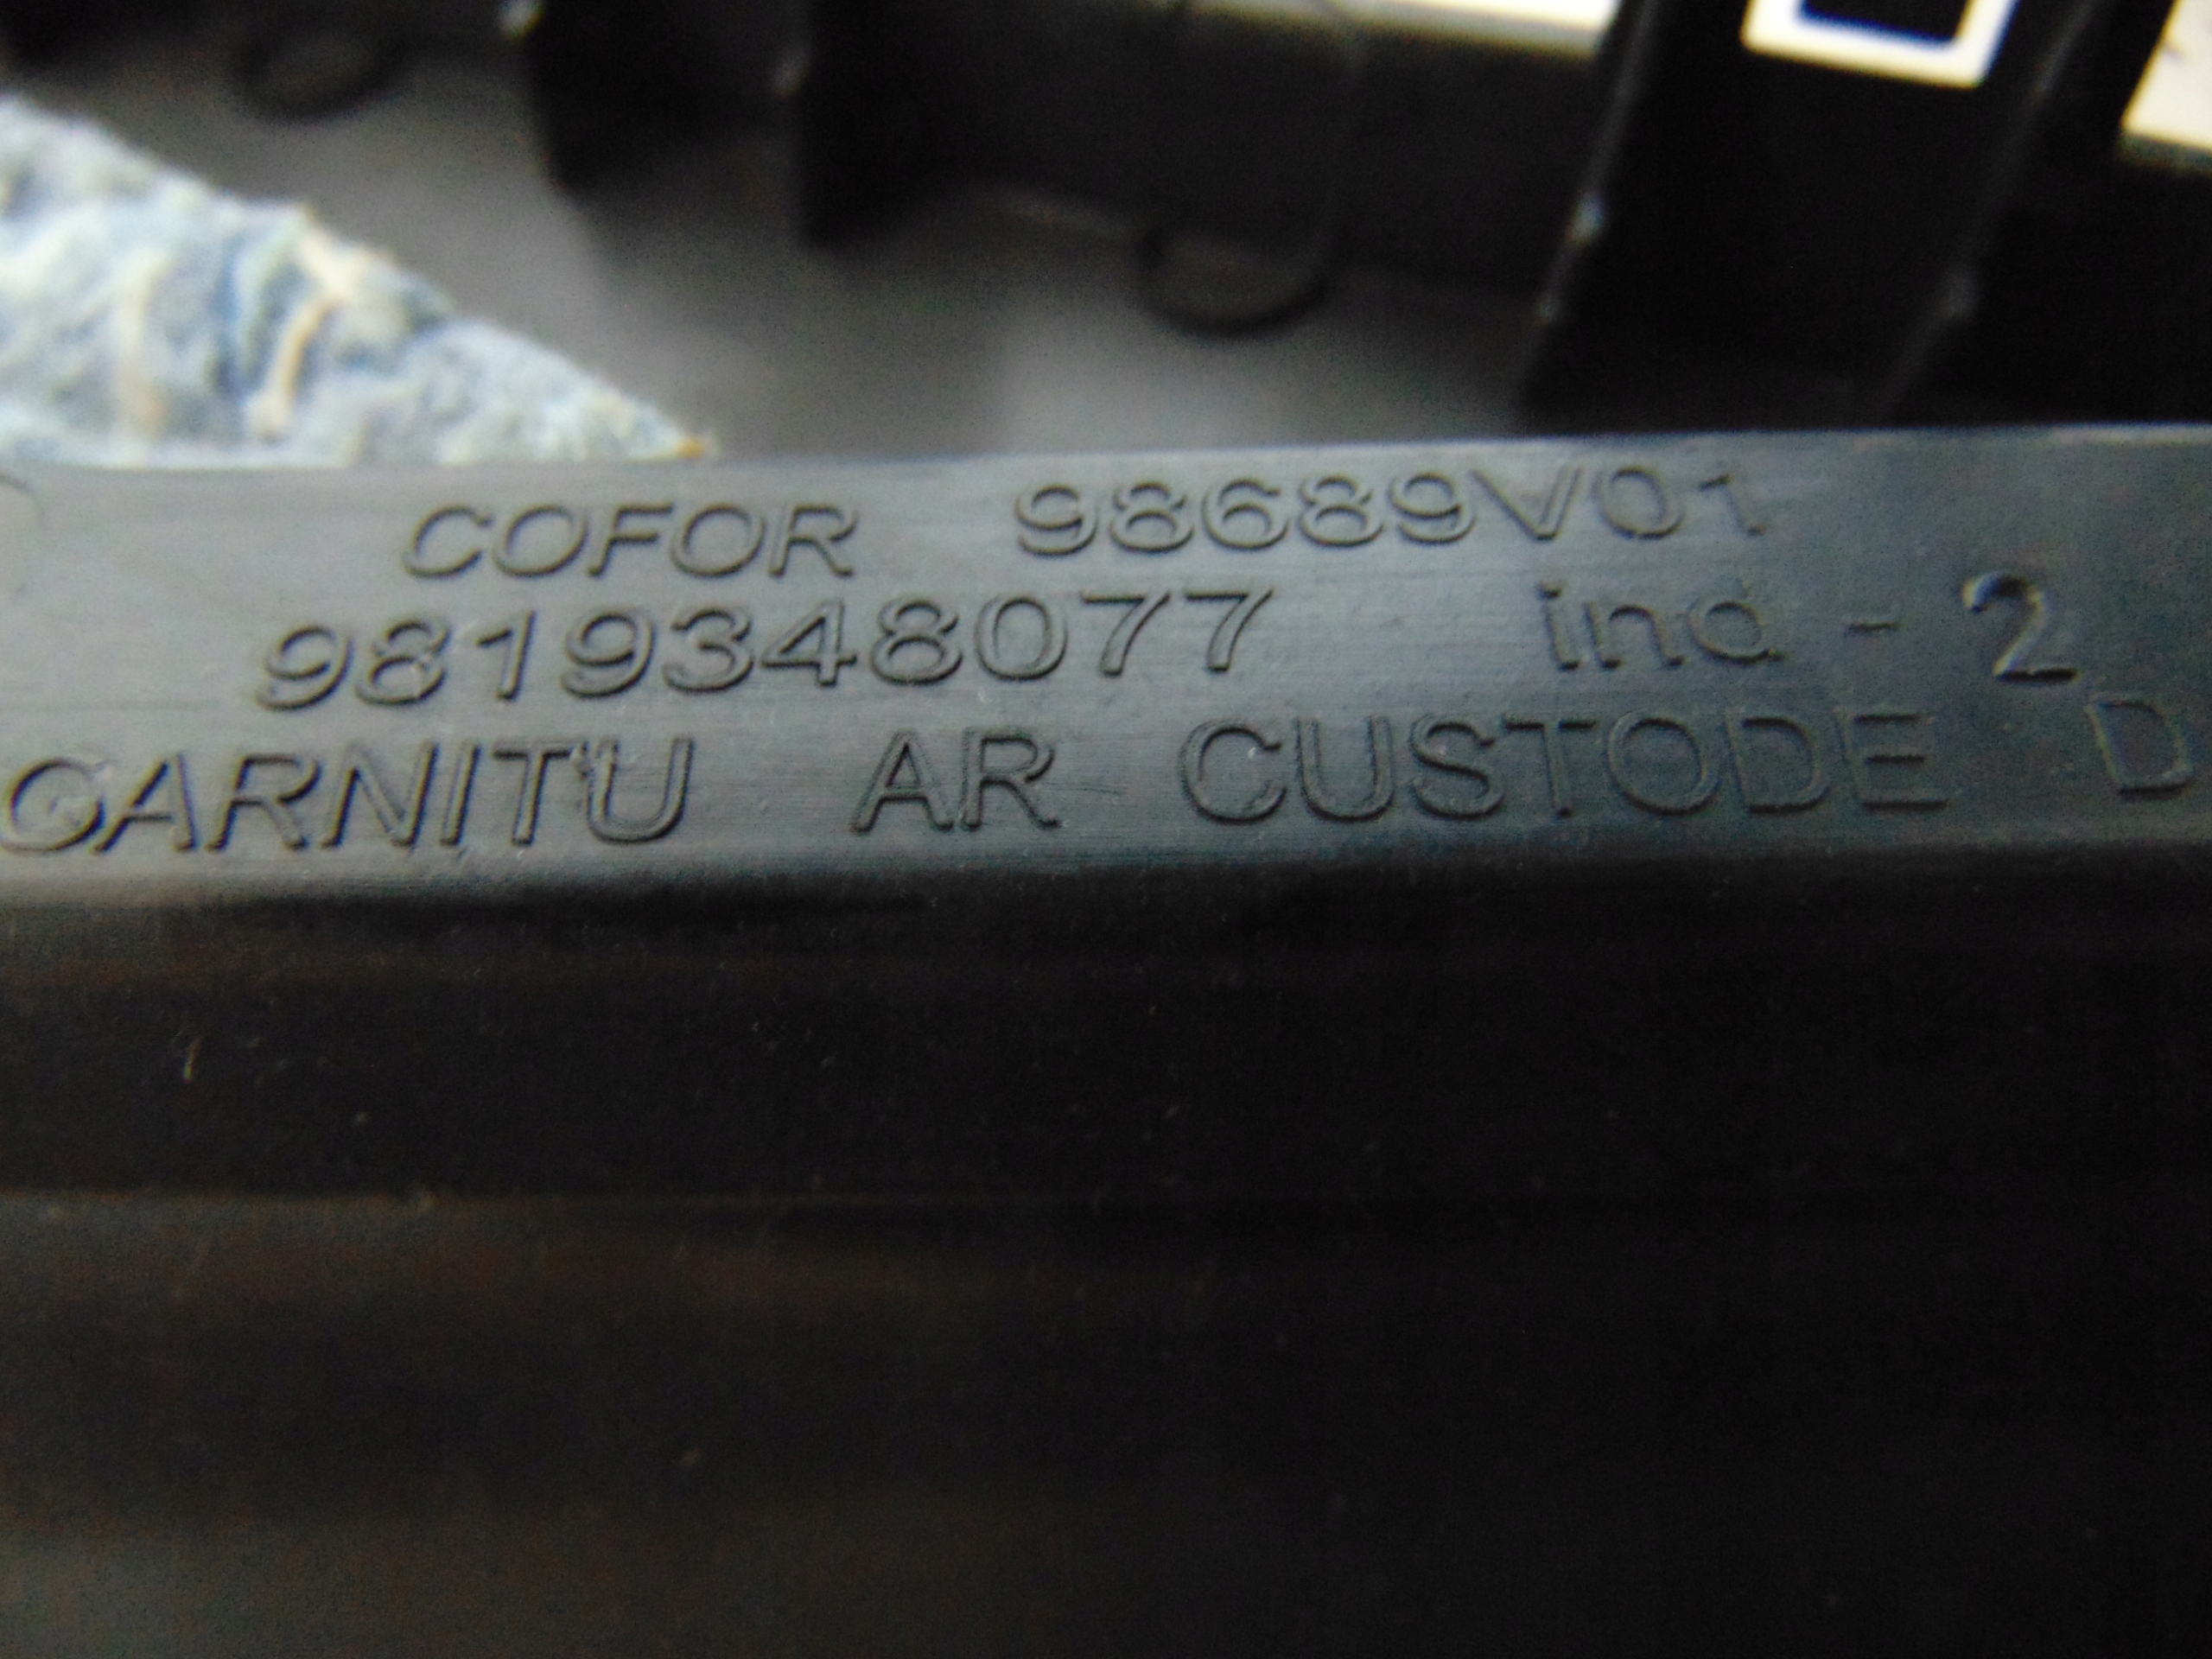 COFOR 98689V01
9819348077 ind - 2
GARNITU AR CUSTODE D